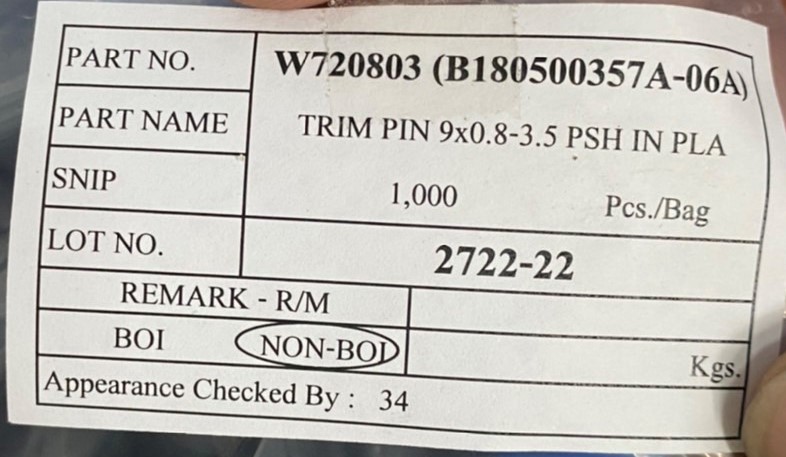 PART NO. W720803 (B180500357A-06A)
PART NAME TRIM PIN 9x0.8-3.5 PSH IN PLA
SNIP 1,000 Pcs./Bag
LOT NO. 2722-22
REMARK - R/M
BOI NON-BOI Kgs.
Appearance Checked By : 34